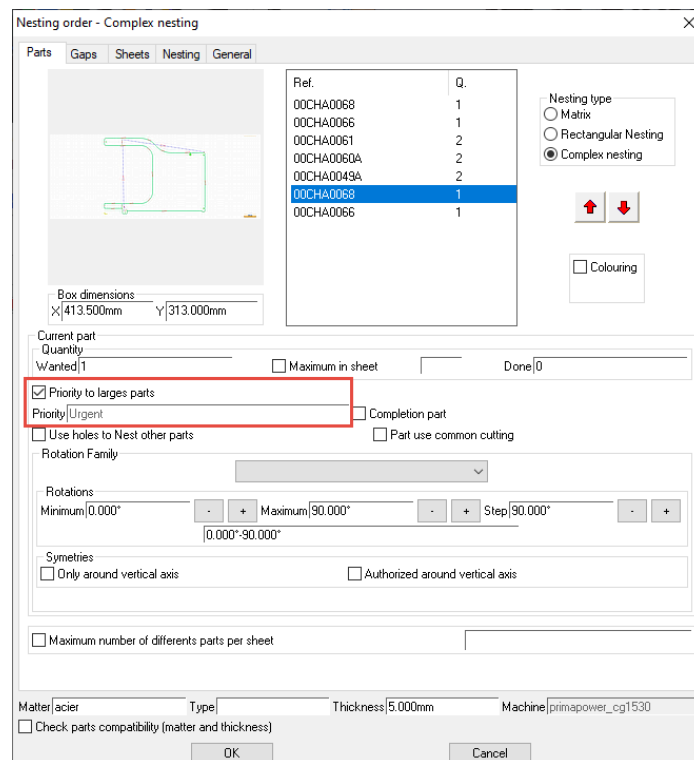 Nesting order - Complex nesting
Parts Gaps Sheets Nesting General
Ref. Q.
00CHA0068 1
00CHA0066 1
00CHA0061 2
00CHA0060A 2
00CHA0049A 2
00CHA0068 1
00CHA0066 1
Nesting type
Matrix
Rectangular Nesting
Complex nesting
Colouring
Box dimensions
X 413.500mm Y 313.000mm
Current part
Quantity
Wanted 1 Maximum in sheet Done 0
Priority to larges parts
Priority Urgent Completion part
Use holes to Nest other parts Part use common cutting
Rotation Family
Rotations
Minimum 0.000° - + Maximum 90.000° - + Step 90.000° - +
0.000°-90.000°
Symetries
Only around vertical axis Authorized around vertical axis
Maximum number of differents parts per sheet
Matter acier Type Thickness 5.000mm Machine primapower_cg1530
Check parts compatibility (matter and thickness)
OK Cancel